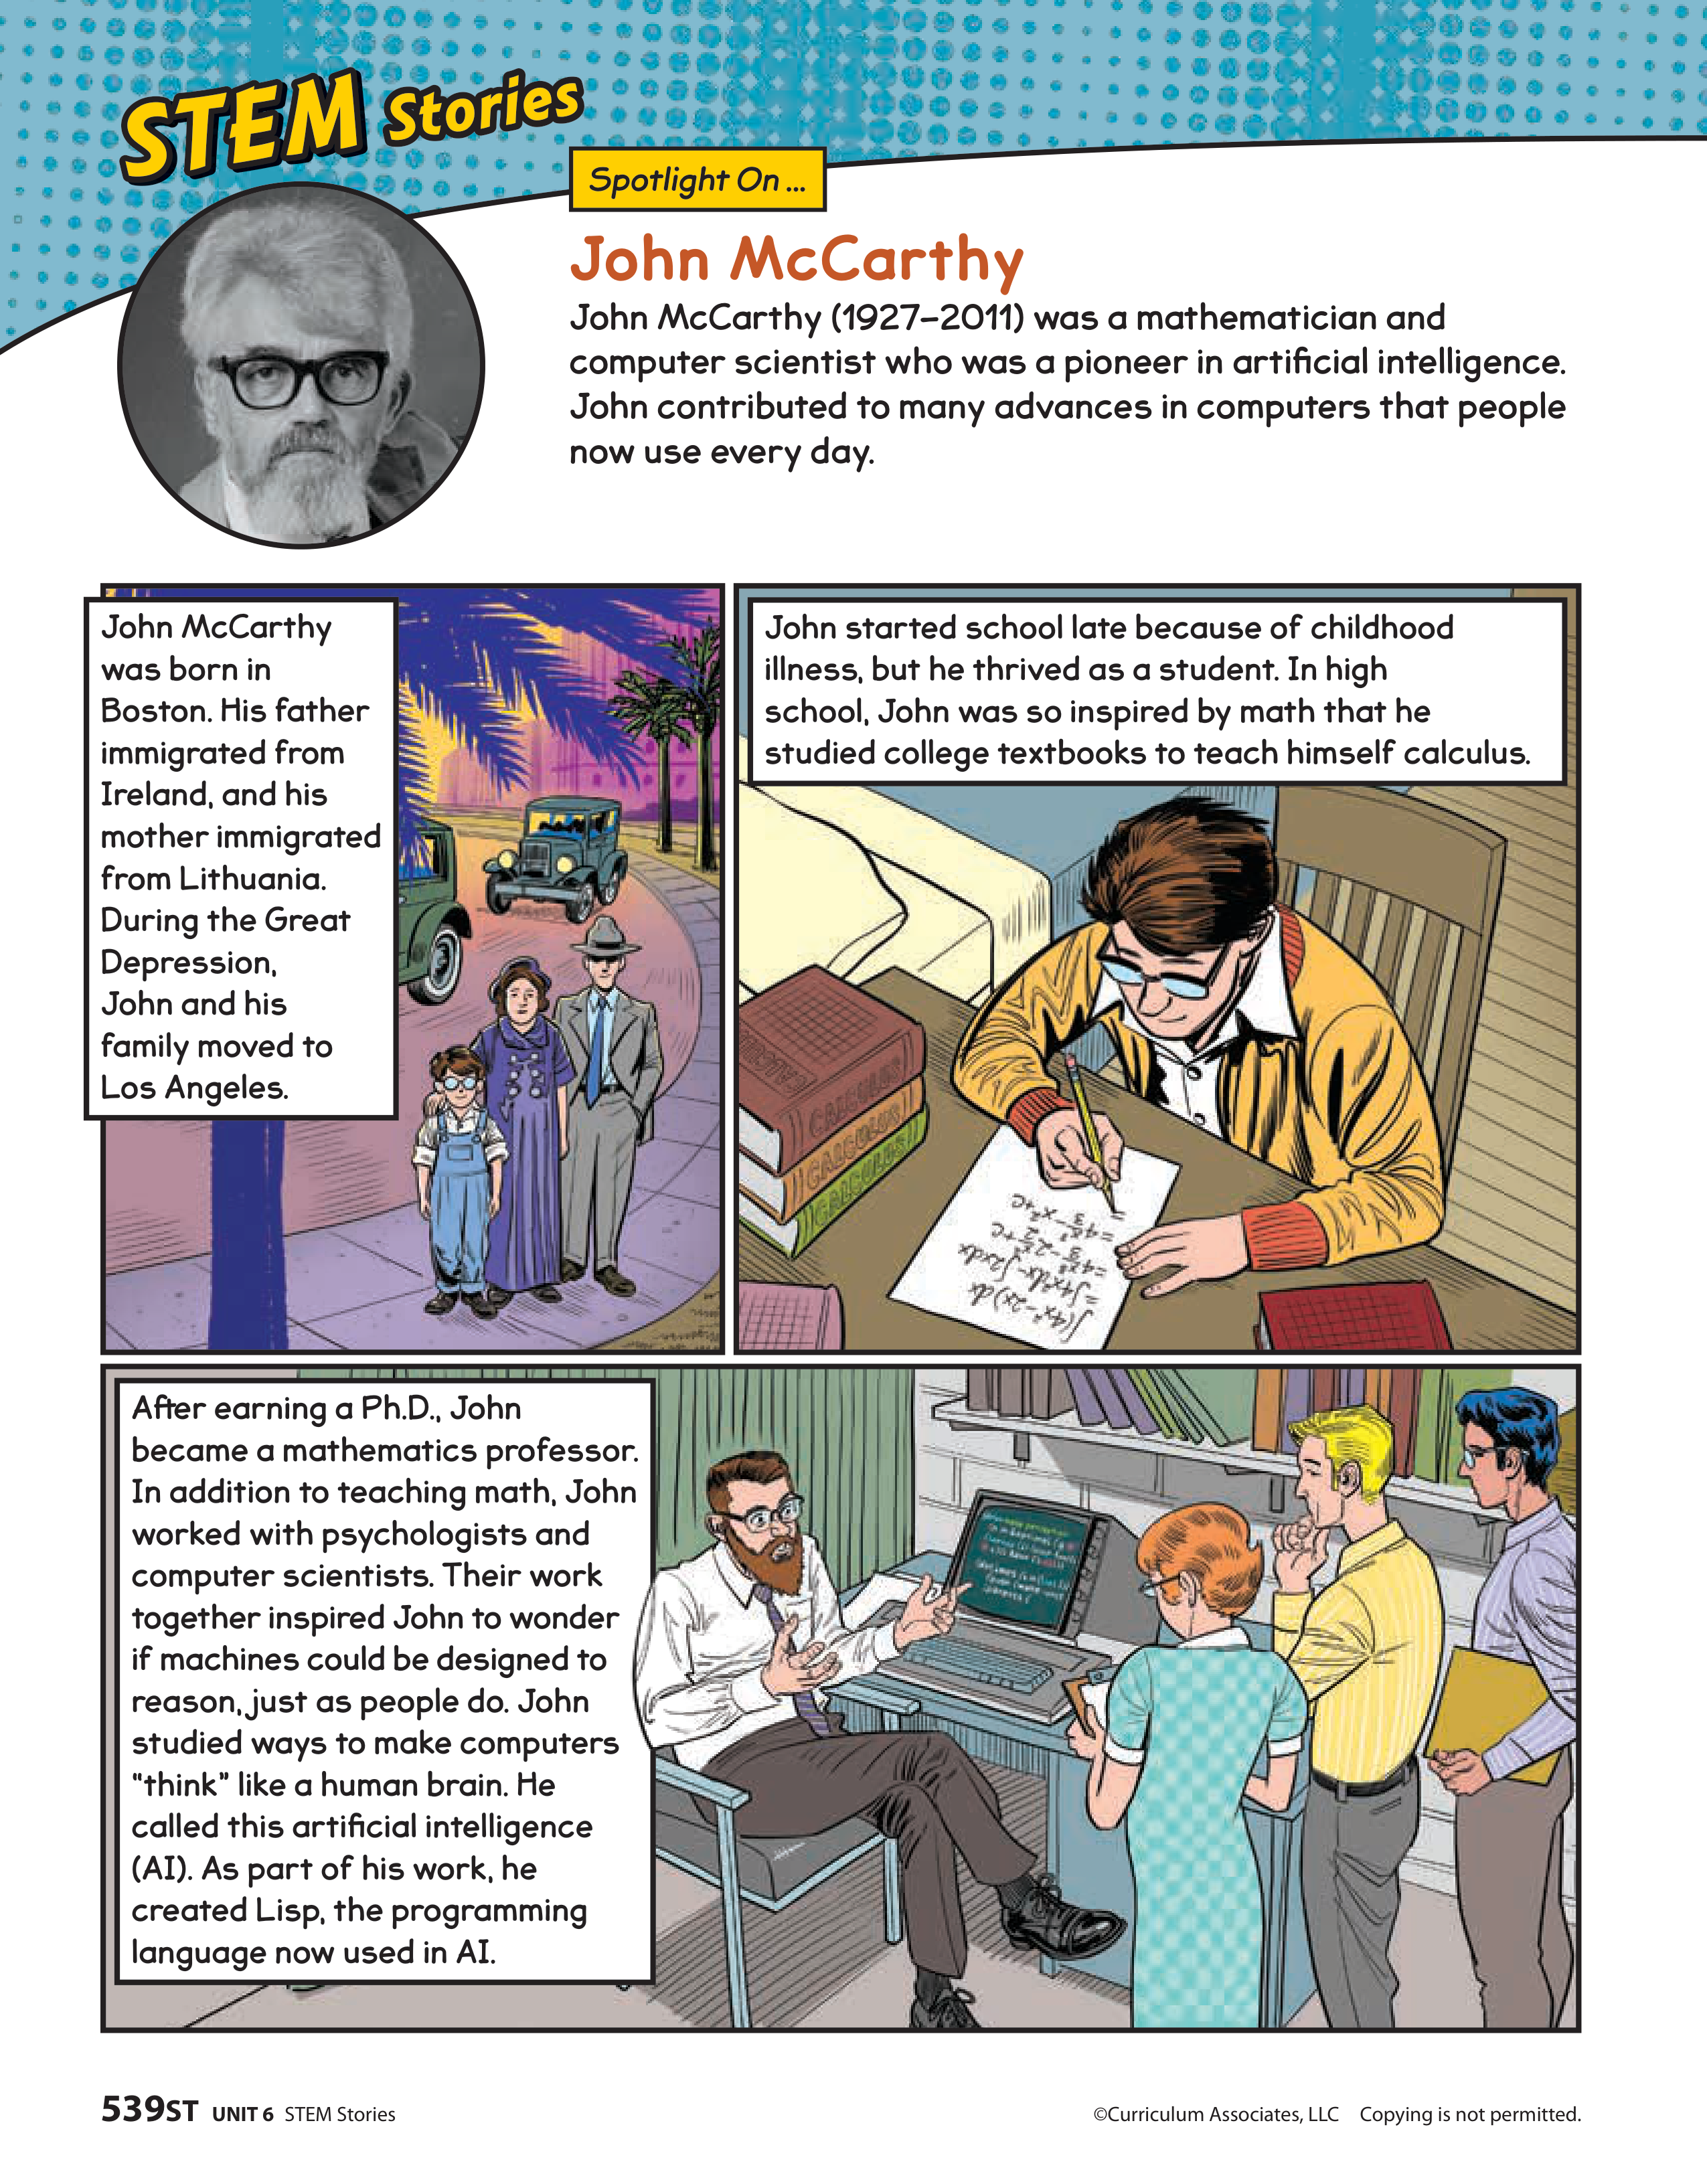 STEM Stories
Spotlight On ...
John McCarthy
John McCarthy (1927–2011) was a mathematician and
computer scientist who was a pioneer in artificial intelligence.
John contributed to many advances in computers that people
now use every day.
John McCarthy
was born in
Boston. His father
immigrated from
Ireland, and his
mother immigrated
from Lithuania.
During the Great
Depression,
John and his
family moved to
Los Angeles.
John started school late because of childhood
illness, but he thrived as a student. In high
school, John was so inspired by math that he
studied college textbooks to teach himself calculus.
CALCULUS
CALCULUS
CALCULUS
CALCULUS
After earning a Ph.D., John
became a mathematics professor.
In addition to teaching math, John
worked with psychologists and
computer scientists. Their work
together inspired John to wonder
if machines could be designed to
reason, just as people do. John
studied ways to make computers
“think” like a human brain. He
called this artificial intelligence
(AI). As part of his work, he
created Lisp, the programming
language now used in AI.
539ST UNIT 6 STEM Stories
©Curriculum Associates, LLC Copying is not permitted.